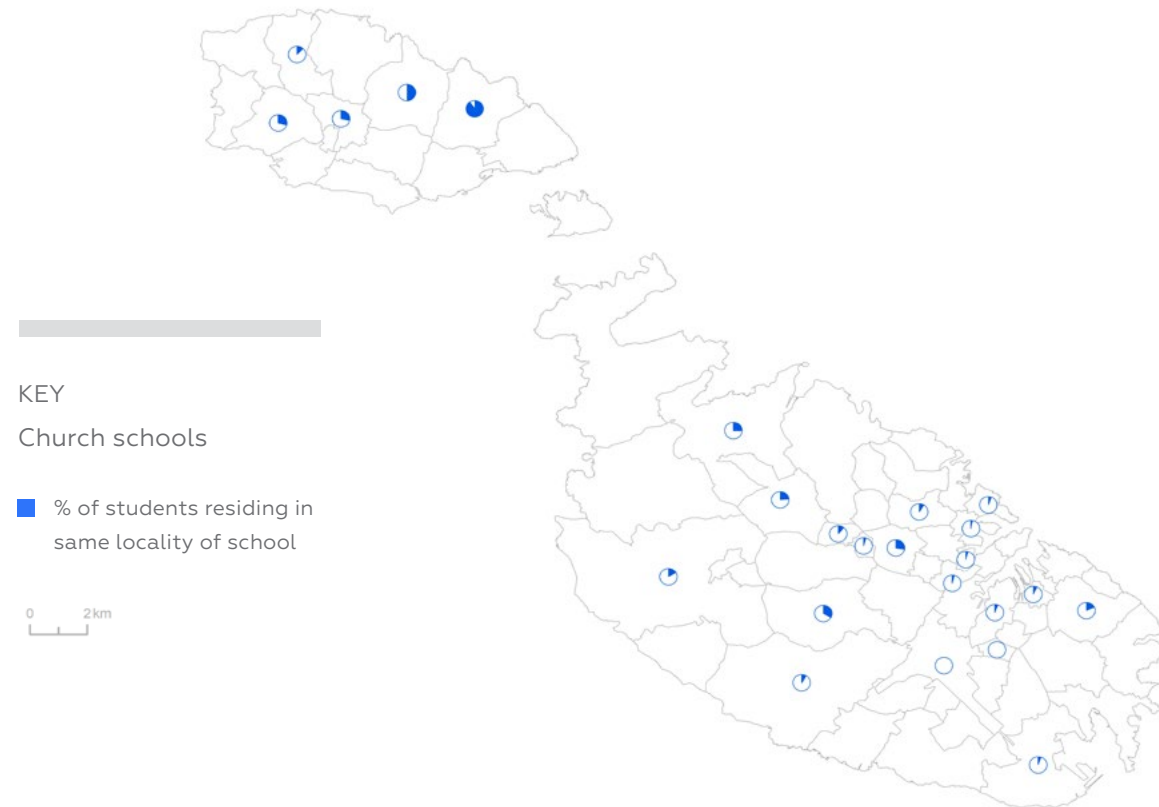 KEY
Church schools
% of students residing in
same locality of school
0 2km